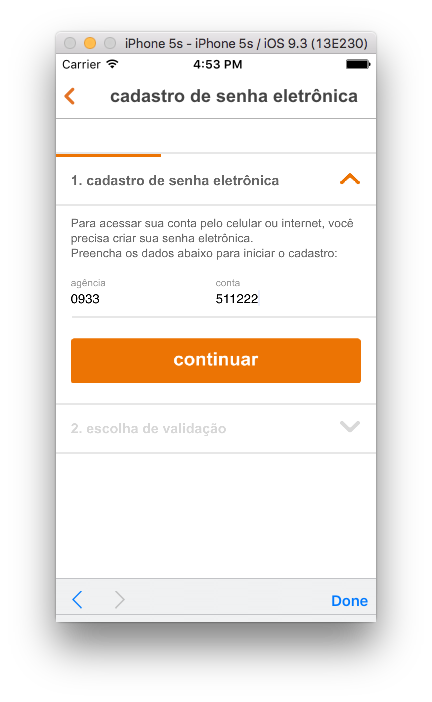 iPhone 5s - iPhone 5s / iOS 9.3 (13E230)
Carrier 4:53 PM
cadastro de senha eletrônica
1. cadastro de senha eletrônica
Para acessar sua conta pelo celular ou internet, você
precisa criar sua senha eletrônica.
Preencha os dados abaixo para iniciar o cadastro:
agência conta
0933 511222
continuar
2. escolha de validação
Done